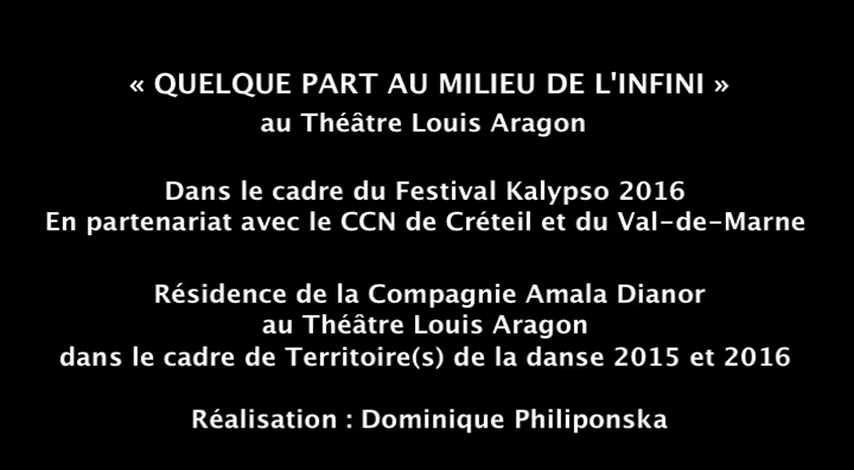 « QUELQUE PART AU MILIEU DE L'INFINI »
au Théâtre Louis Aragon
Dans le cadre du Festival Kalypso 2016
En partenariat avec le CCN de Créteil et du Val-de-Marne
Résidence de la Compagnie Amala Dianor
au Théâtre Louis Aragon
dans le cadre de Territoire(s) de la danse 2015 et 2016
Réalisation : Dominique Philiponska